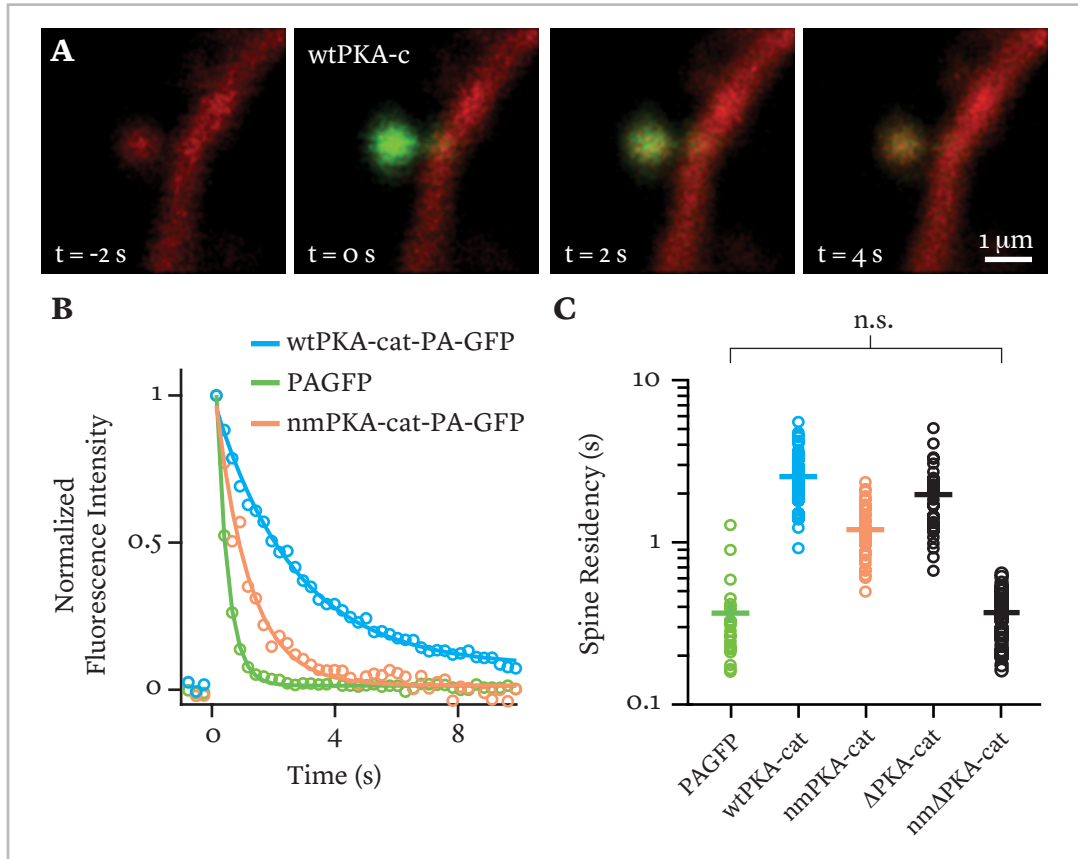 A
wtPKA-c
t = -2 s
t = 0 s
t = 2 s
t = 4 s
1 µm
B
wtPKA-cat-PA-GFP
PAGFP
nmPKA-cat-PA-GFP
Normalized
Fluorescence Intensity
1
0.5
0
0
4
8
Time (s)
C
n.s.
Spine Residency (s)
10
1
0.1
PAGFP
wtPKA-cat
nmPKA-cat
ΔPKA-cat
nmΔPKA-cat